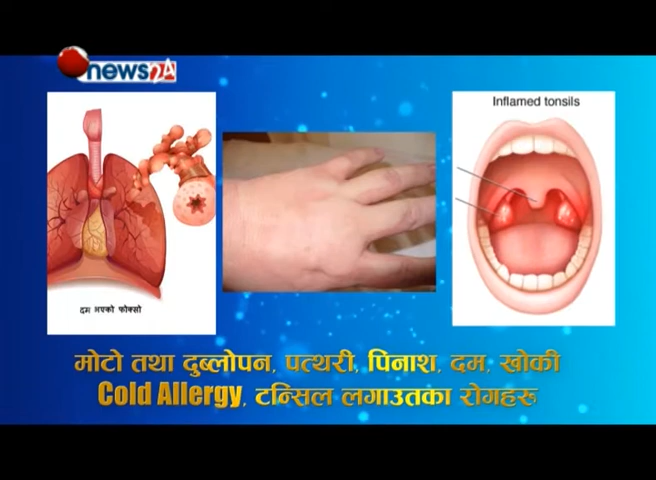 news24
Inflamed tonsils
दम भएको फोक्सो
मोटो तथा दुब्लोपन, पत्थरी, पिनाश, दम, खोकी
Cold Allergy, टन्सिल लगाउतका रोगहरु